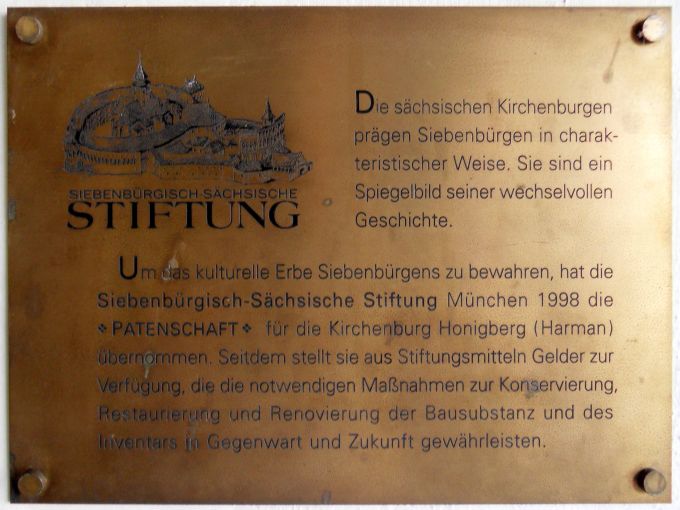 SIEBENBÜRGISCH-SÄCHSISCHE
STIFTUNG
Die sächsischen Kirchenburgen
prägen Siebenbürgen in charak-
teristischer Weise. Sie sind ein
Spiegelbild seiner wechselvollen
Geschichte.
Um das kulturelle Erbe Siebenbürgens zu bewahren, hat die
Siebenbürgisch-Sächsische Stiftung München 1998 die
❖PATENSCHAFT❖ für die Kirchenburg Honigberg (Harman)
übernommen. Seitdem stellt sie aus Stiftungsmitteln Gelder zur
Verfügung, die die notwendigen Maßnahmen zur Konservierung,
Restaurierung und Renovierung der Bausubstanz und des
Inventars in Gegenwart und Zukunft gewährleisten.